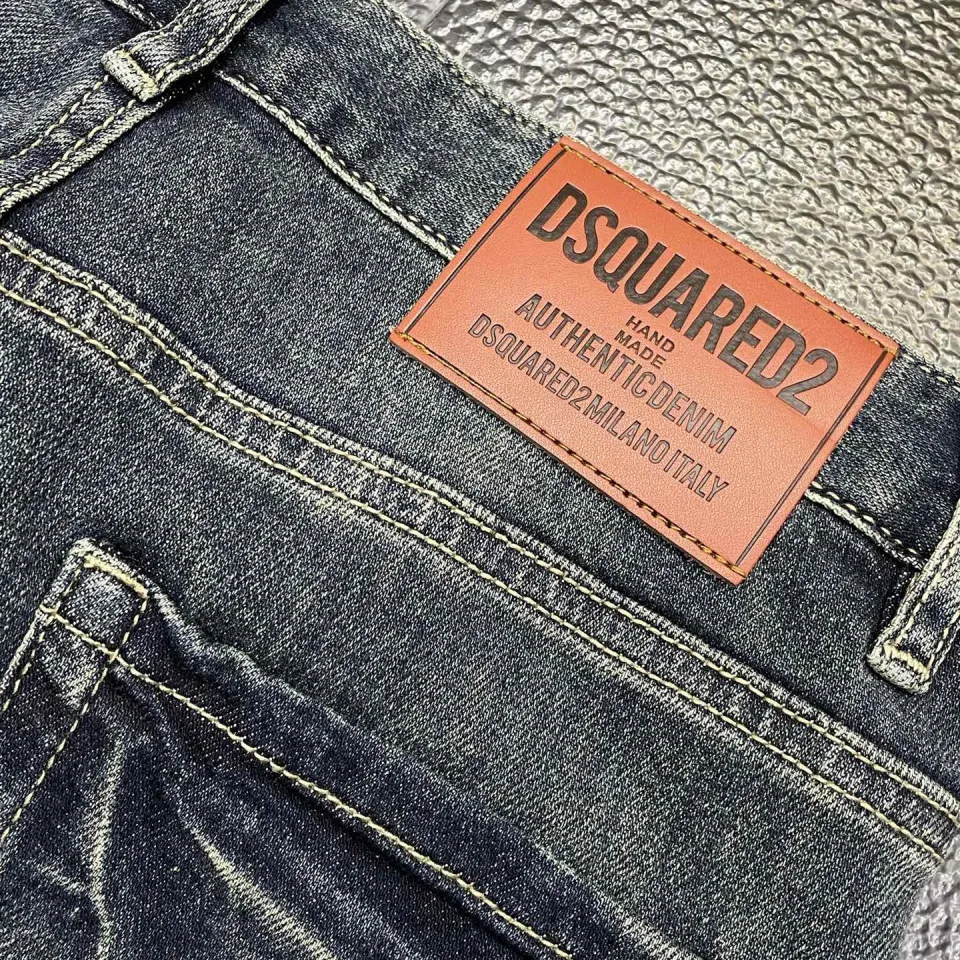 DSQUARED2
HAND
MADE
AUTHENTIC DENIM
DSQUARED2 MILANO ITALY